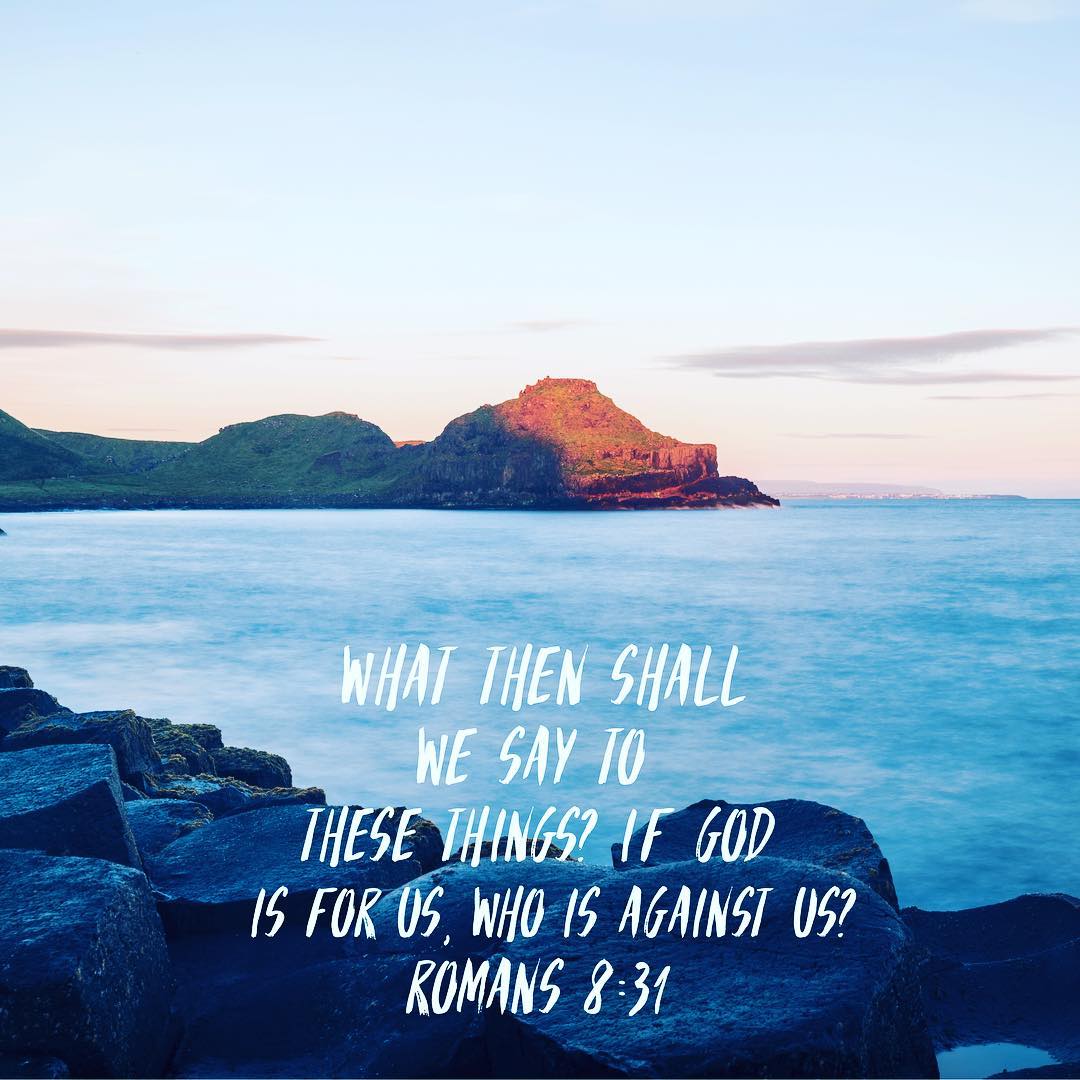 WHAT THEN SHALL
WE SAY TO
THESE THINGS? IF GOD
IS FOR US, WHO IS AGAINST US?
ROMANS 8:31